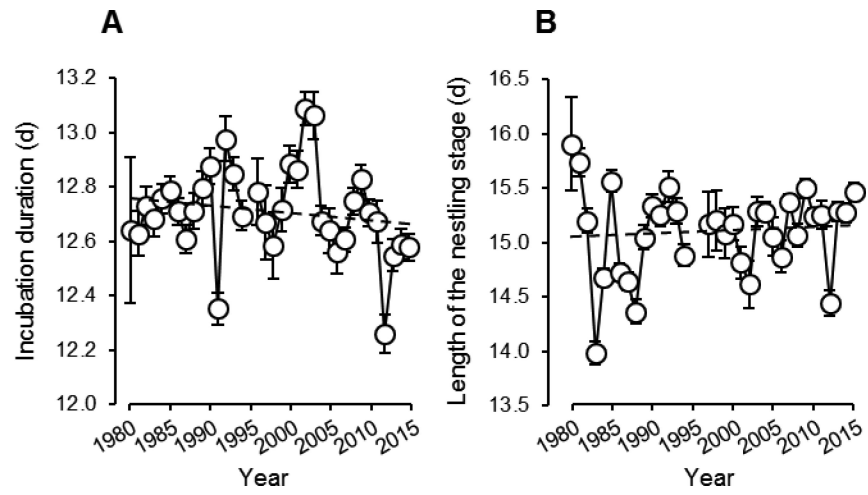 A
Incubation duration (d)
13.2
13.0
12.8
12.6
12.4
12.2
12.0
1980 1985 1990 1995 2000 2005 2010 2015
Year
B
Length of the nestling stage (d)
16.5
16.0
15.5
15.0
14.5
14.0
13.5
1980 1985 1990 1995 2000 2005 2010 2015
Year